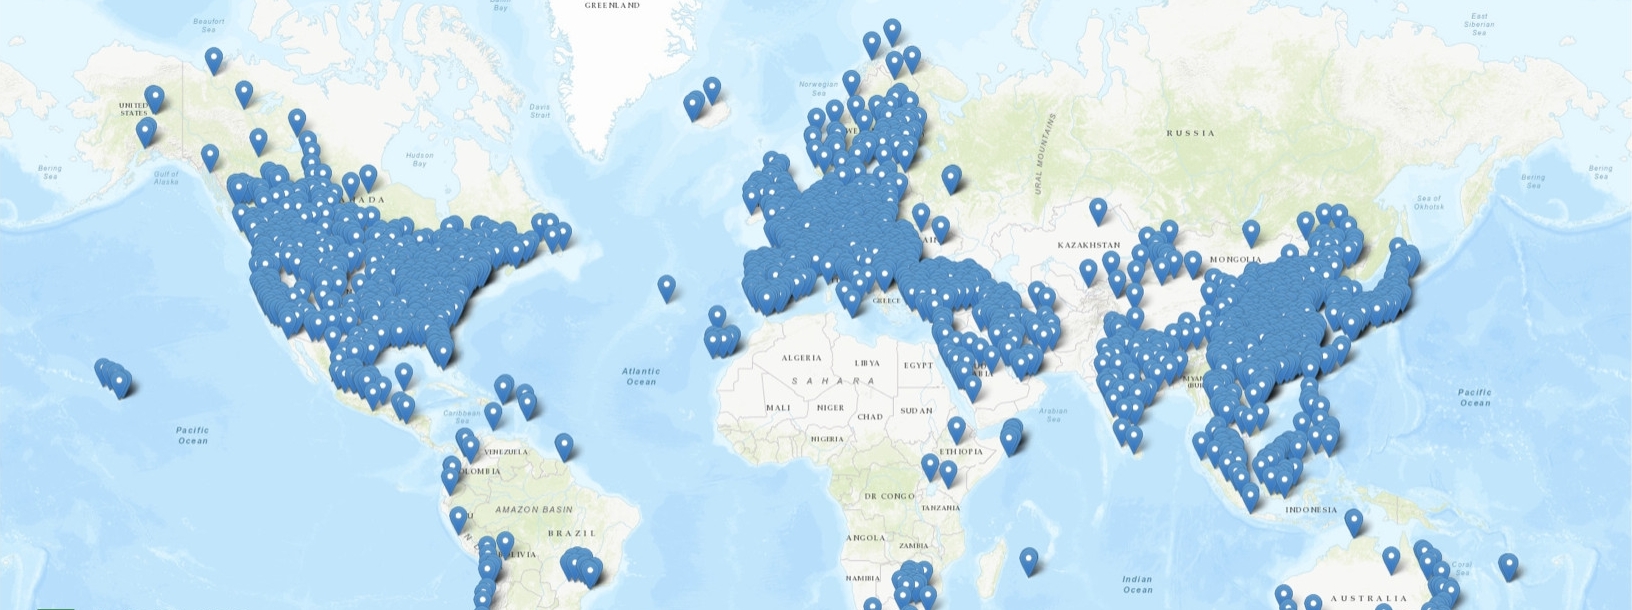 GREENLAND
Bay
Beaufort
Sea
East
Siberian
Sea
Norwegian
Sea
UNITED
STATES
Davis
Strait
RUSSIA
URAL MOUNTAINS
Hudson
Bay
Bering
Sea
Gulf of
Alaska
Bering
Sea
Bering
Sea
Sea of
Okhotsk
KAZAKHSTAN
MONGOLIA
GREECE
ALGERIA
LIBYA
EGYPT
SAHARA
Atlantic
Ocean
MALI
NIGER
CHAD
SUDAN
Arabian
Sea
Pacific
Ocean
Pacific
Ocean
Caribbean
Sea
NIGERIA
ETHIOPIA
VENEZUELA
OLOMBIA
DR CONGO
TANZANIA
AMAZON BASIN
BRAZIL
INDONESIA
ANGOLA
ZAMBIA
BOLIVIA
NAMIBIA
Indian
Ocean
Coral
Sea
AUSTRALIA